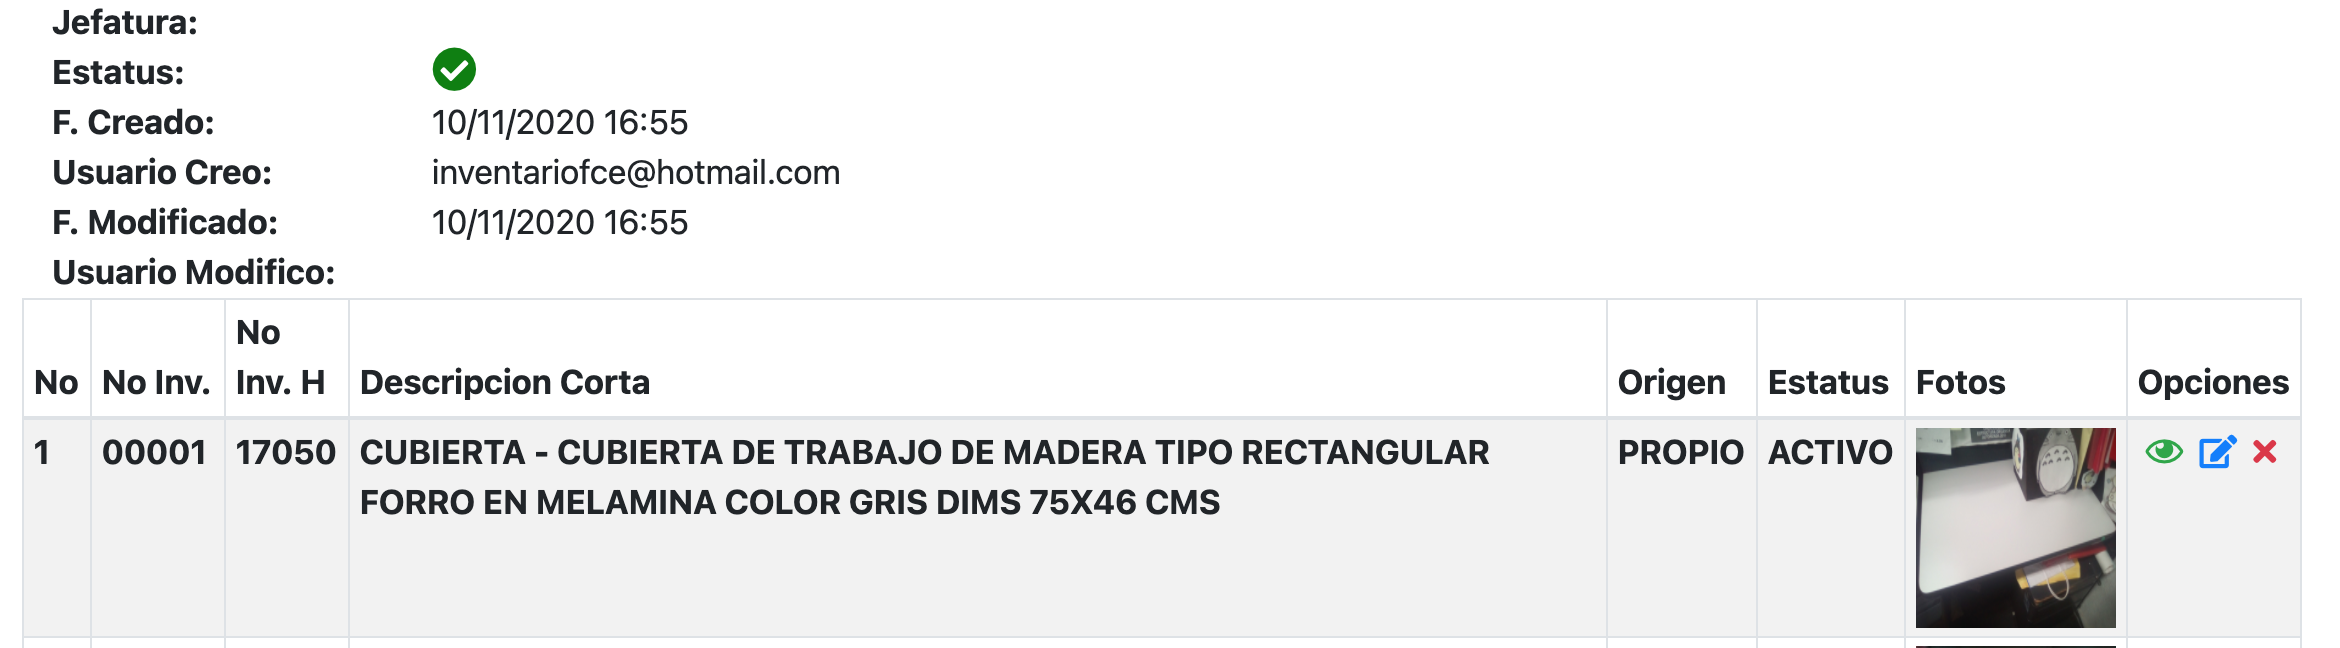 Jefatura:
Estatus:
F. Creado: 10/11/2020 16:55
Usuario Creo: inventariofce@hotmail.com
F. Modificado: 10/11/2020 16:55
Usuario Modifico:
No No Inv. No Inv. H Descripcion Corta Origen Estatus Fotos Opciones
1 00001 17050 CUBIERTA - CUBIERTA DE TRABAJO DE MADERA TIPO RECTANGULAR PROPIO ACTIVO
FORRO EN MELAMINA COLOR GRIS DIMS 75X46 CMS